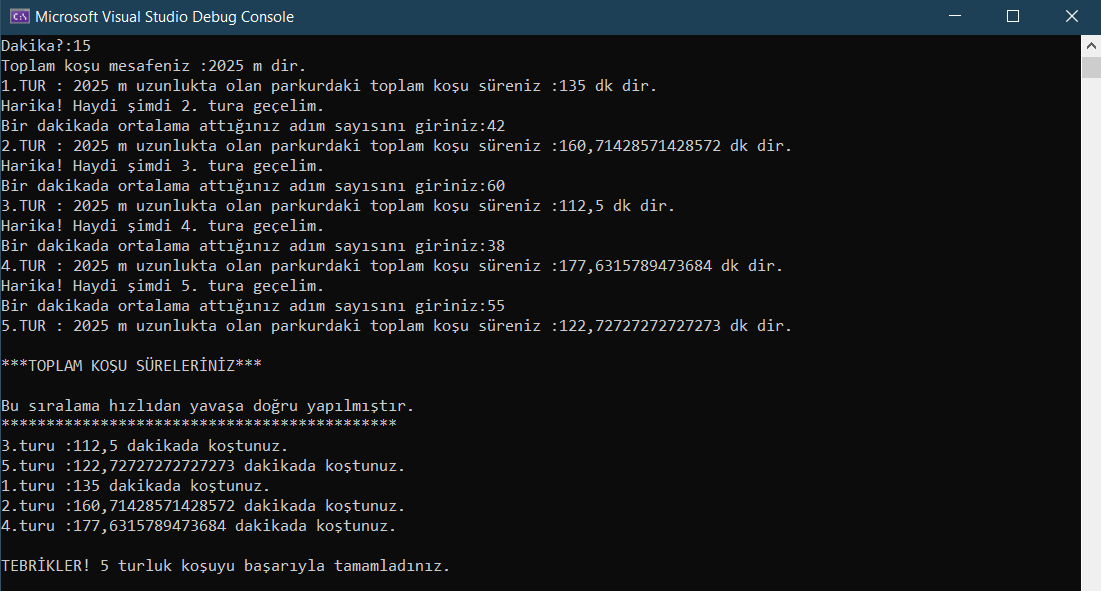 Microsoft Visual Studio Debug Console
Dakika?:15
Toplam koşu mesafeniz :2025 m dir.
1.TUR : 2025 m uzunlukta olan parkurdaki toplam koşu süreniz :135 dk dir.
Harika! Haydi şimdi 2. tura geçelim.
Bir dakikada ortalama attığınız adım sayısını giriniz:42
2.TUR : 2025 m uzunlukta olan parkurdaki toplam koşu süreniz :160,71428571428572 dk dir.
Harika! Haydi şimdi 3. tura geçelim.
Bir dakikada ortalama attığınız adım sayısını giriniz:60
3.TUR : 2025 m uzunlukta olan parkurdaki toplam koşu süreniz :112,5 dk dir.
Harika! Haydi şimdi 4. tura geçelim.
Bir dakikada ortalama attığınız adım sayısını giriniz:38
4.TUR : 2025 m uzunlukta olan parkurdaki toplam koşu süreniz :177,6315789473684 dk dir.
Harika! Haydi şimdi 5. tura geçelim.
Bir dakikada ortalama attığınız adım sayısını giriniz:55
5.TUR : 2025 m uzunlukta olan parkurdaki toplam koşu süreniz :122,72727272727273 dk dir.
***TOPLAM KOŞU SÜRELERİNİZ***
Bu sıralama hızlıdan yavaşa doğru yapılmıştır.
********************************************
3.turu :112,5 dakikada koştunuz.
5.turu :122,72727272727273 dakikada koştunuz.
1.turu :135 dakikada koştunuz.
2.turu :160,71428571428572 dakikada koştunuz.
4.turu :177,6315789473684 dakikada koştunuz.
TEBRİKLER! 5 turluk koşuyu başarıyla tamamladınız.